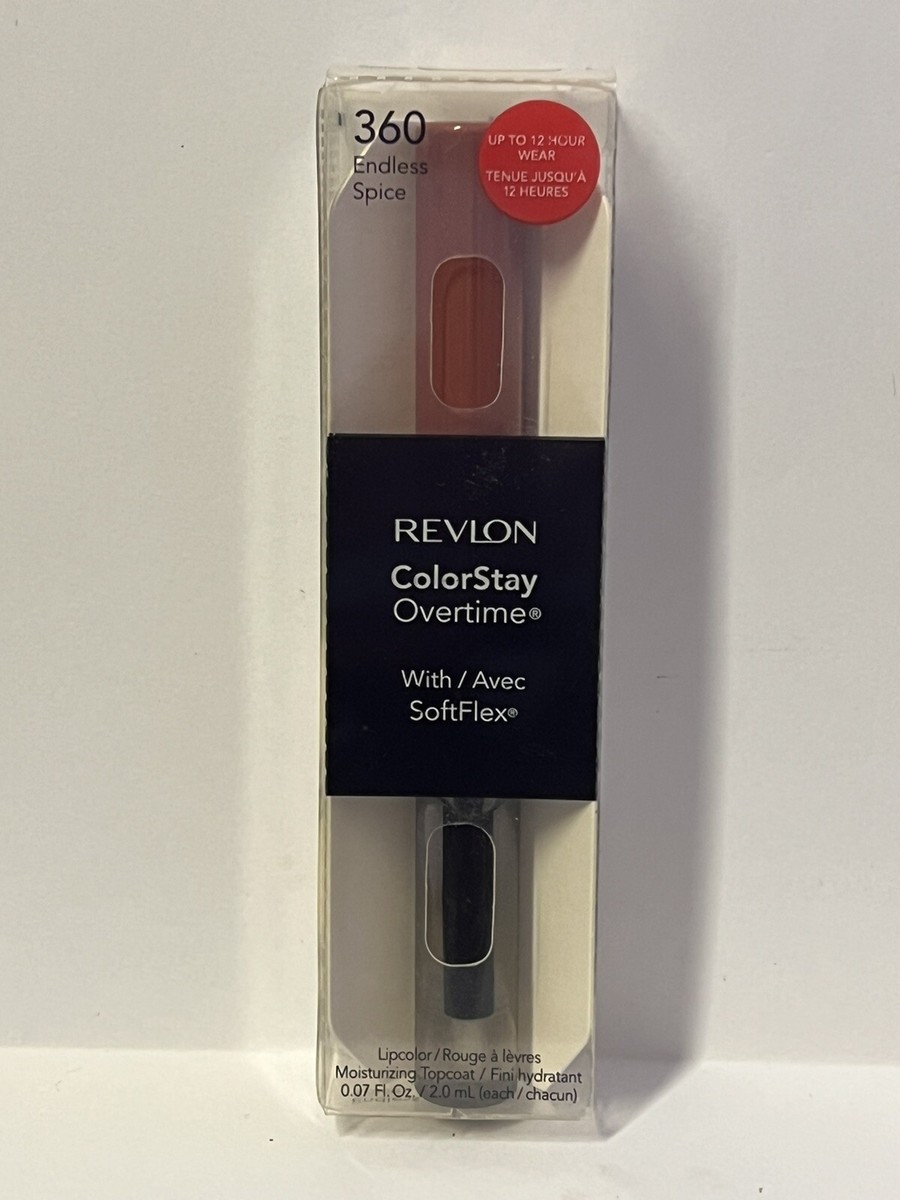 360
Endless
Spice
UP TO 12 HOUR
WEAR
TENUE JUSQU'À
12 HEURES
REVLON
ColorStay
Overtime®
With / Avec
SoftFlex®
Lipcolor / Rouge à lèvres
Moisturizing Topcoat / Fini hydratant
0.07 Fl. Oz. / 2.0 mL (each / chacun)